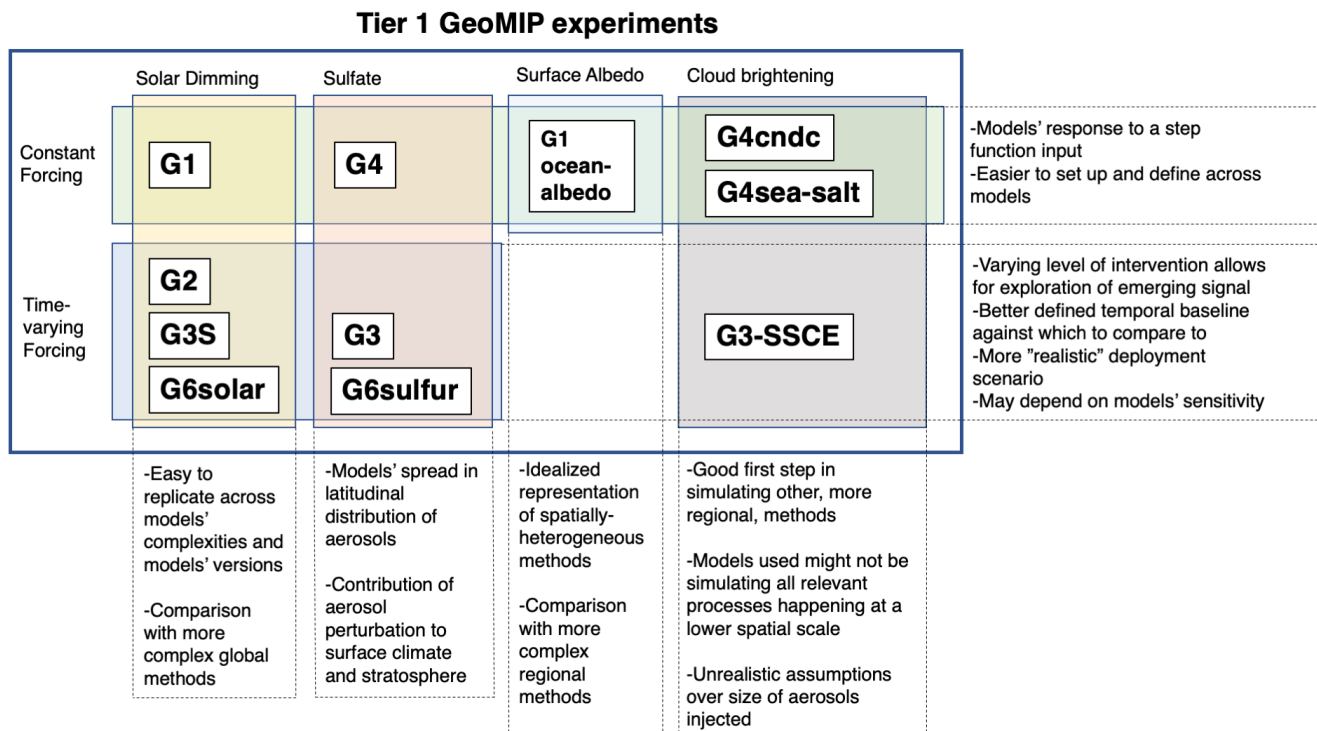 Tier 1 GeoMIP experiments
Solar Dimming
Sulfate
Surface Albedo
Cloud brightening
Constant
Forcing
G1
G4
G1
ocean-
albedo
G4cndc
G4sea-salt
-Models' response to a step
function input
-Easier to set up and define across
models
Time-
varying
Forcing
G2
G3S
G6solar
G3
G6sulfur
G3-SSCE
-Varying level of intervention allows
for exploration of emerging signal
-Better defined temporal baseline
against which to compare to
-More "realistic" deployment
scenario
-May depend on models' sensitivity
-Easy to
replicate across
models'
complexities and
models' versions
-Comparison
with more
complex global
methods
-Models' spread in
latitudinal
distribution of
aerosols
-Contribution of
aerosol
perturbation to
surface climate
and stratosphere
-Idealized
representation
of spatially-
heterogeneous
methods
-Comparison
with more
complex
regional
methods
-Good first step in
simulating other, more
regional, methods
-Models used might not be
simulating all relevant
processes happening at a
lower spatial scale
-Unrealistic assumptions
over size of aerosols
injected